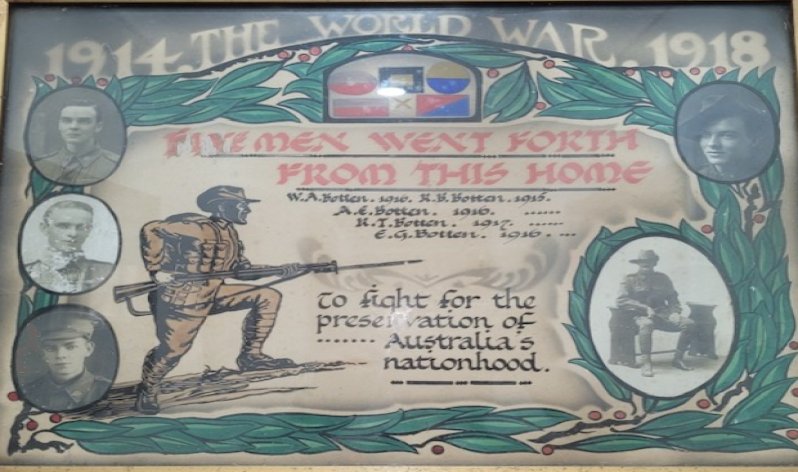 1914. THE WORLD WAR. 1918
FIVE MEN WENT FORTH
FROM THIS HOME
W.A. Botten. 1916. R.B. Botten. 1915.
A.E. Botten. 1916. ......
R.T. Botten. 1917. ......
E.G. Botten. 1916. ...
to fight for the
preservation of
....... Australia's
nationhood.